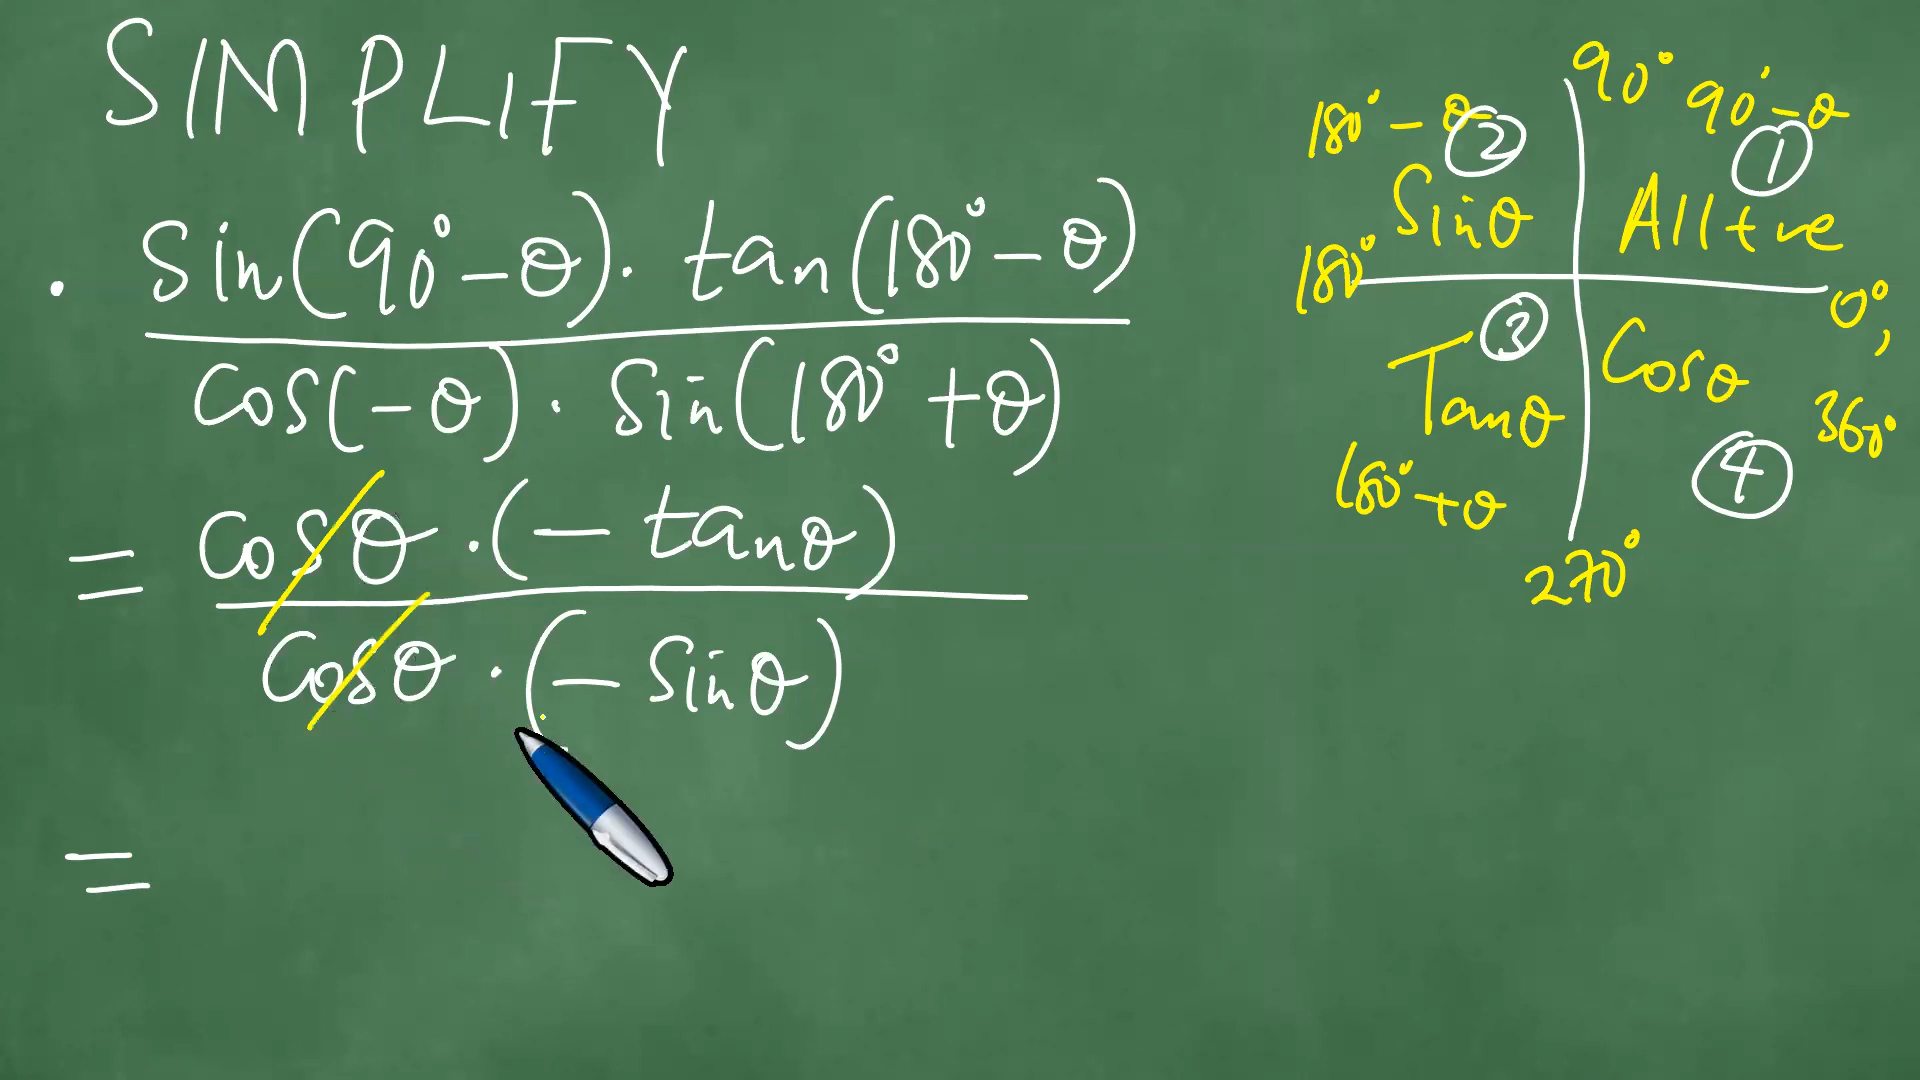 SIMPLIFY
. sin(90°-θ) . tan(180°-θ)
cos(-θ) . sin(180°+θ)
= cosθ . (- tanθ)
cosθ . (- sinθ)
=
90° 90°-θ
180°-θ ② ①
Sinθ All +ve
180° 0°,
③
Tanθ Cosθ 360°
180°+θ ④
270°